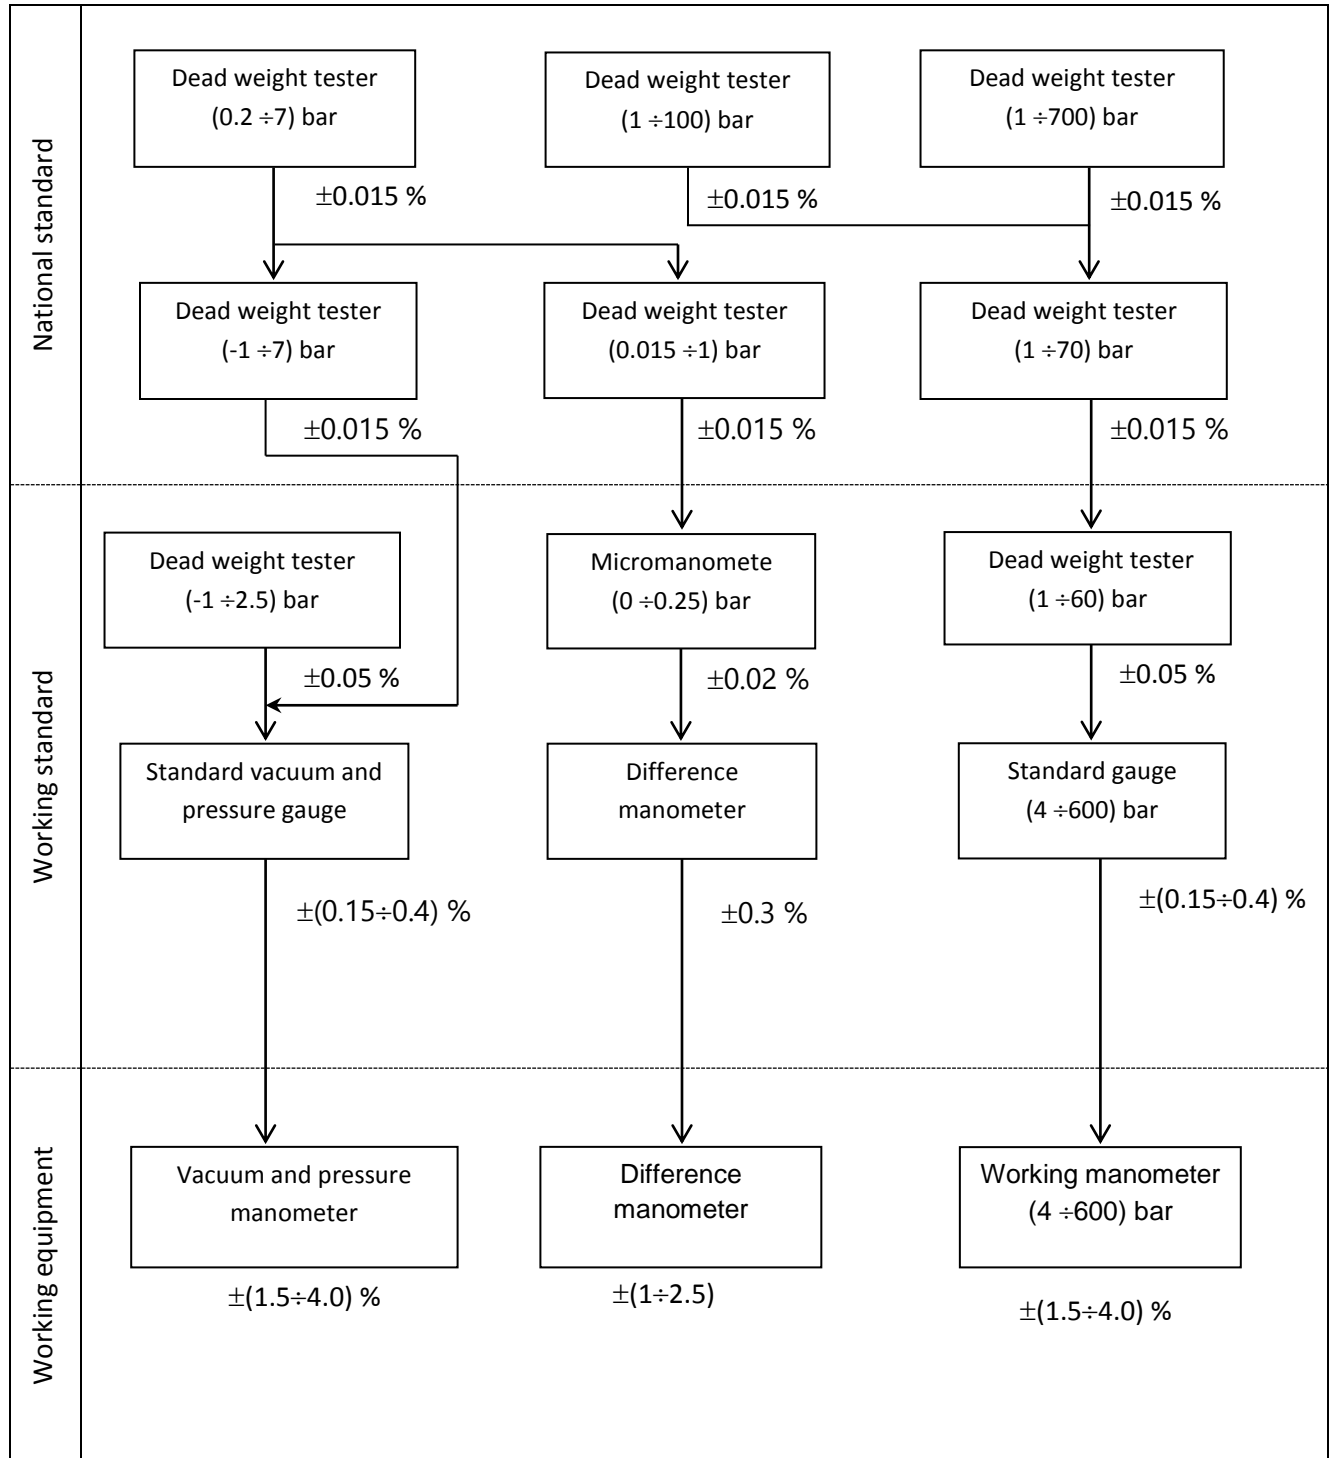 National standard
Dead weight tester
(0.2 ÷7) bar
Dead weight tester
(1 ÷100) bar
Dead weight tester
(1 ÷700) bar
±0.015 %
±0.015 %
±0.015 %
Dead weight tester
(-1 ÷7) bar
Dead weight tester
(0.015 ÷1) bar
Dead weight tester
(1 ÷70) bar
±0.015 %
±0.015 %
±0.015 %
Working standard
Dead weight tester
(-1 ÷2.5) bar
Micromanomete
(0 ÷0.25) bar
Dead weight tester
(1 ÷60) bar
±0.05 %
±0.02 %
±0.05 %
Standard vacuum and
pressure gauge
Difference
manometer
Standard gauge
(4 ÷600) bar
±(0.15÷0.4) %
±0.3 %
±(0.15÷0.4) %
Working equipment
Vacuum and pressure
manometer
Difference
manometer
Working manometer
(4 ÷600) bar
±(1.5÷4.0) %
±(1÷2.5)
±(1.5÷4.0) %